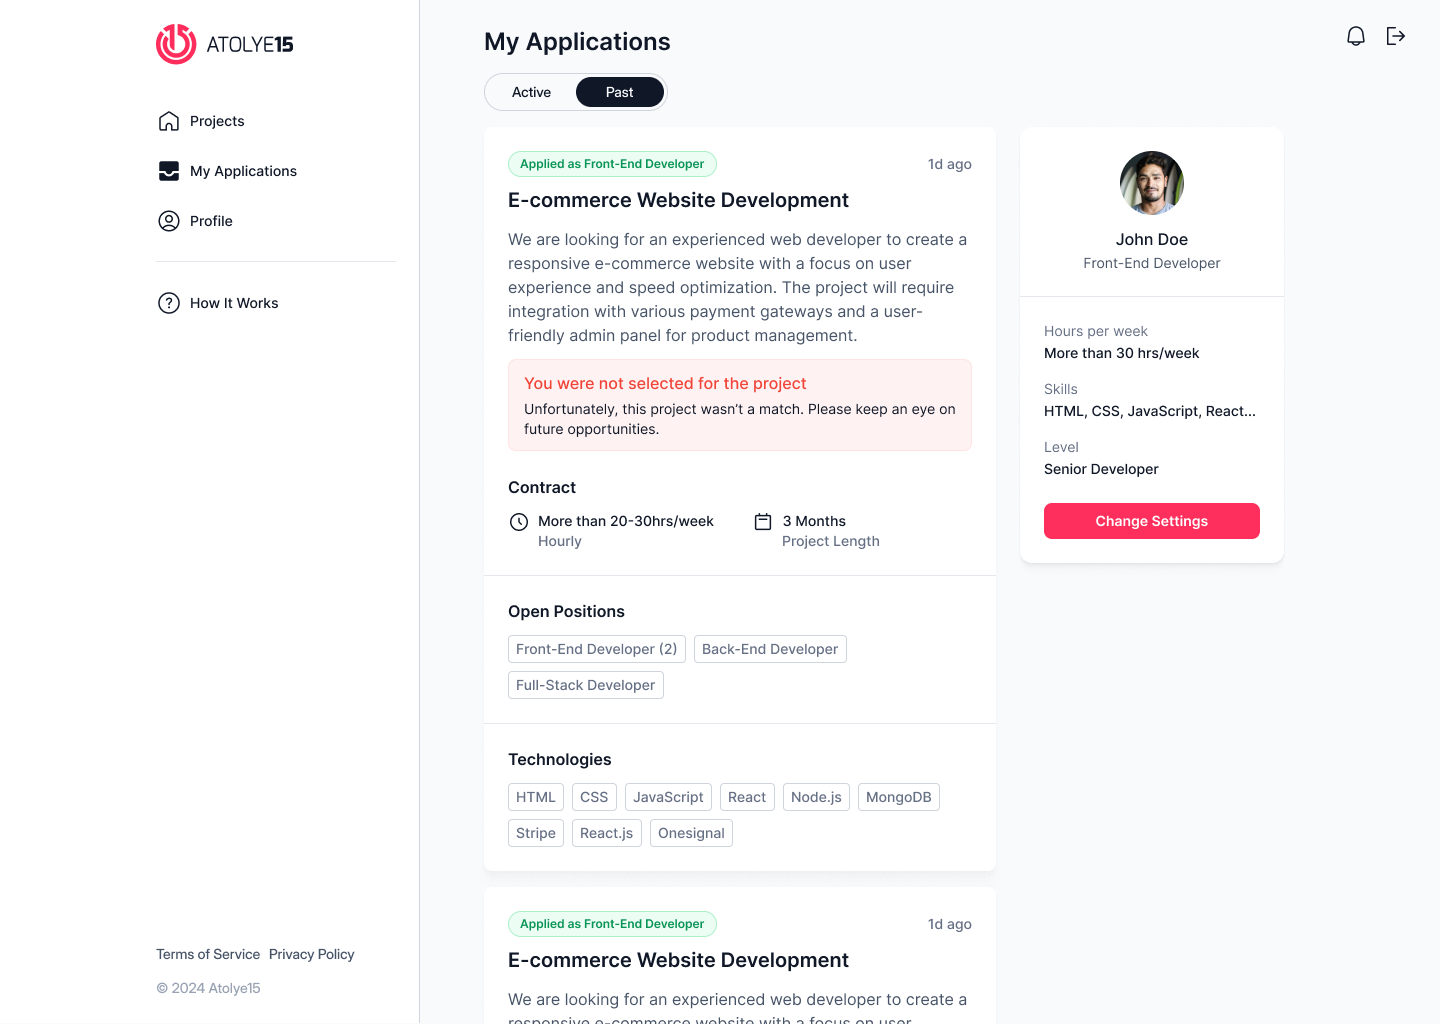 ATOLYE15
Projects
My Applications
Profile
How It Works
Terms of Service Privacy Policy
© 2024 Atolye15
My Applications
Active Past
Applied as Front-End Developer 1d ago
E-commerce Website Development
We are looking for an experienced web developer to create a
responsive e-commerce website with a focus on user
experience and speed optimization. The project will require
integration with various payment gateways and a user-
friendly admin panel for product management.
You were not selected for the project
Unfortunately, this project wasn't a match. Please keep an eye on
future opportunities.
Contract
More than 20-30hrs/week
Hourly
3 Months
Project Length
Open Positions
Front-End Developer (2) Back-End Developer
Full-Stack Developer
Technologies
HTML CSS JavaScript React Node.js MongoDB
Stripe React.js Onesignal
Applied as Front-End Developer 1d ago
E-commerce Website Development
We are looking for an experienced web developer to create a
responsive e-commerce website with a focus on user
John Doe
Front-End Developer
Hours per week
More than 30 hrs/week
Skills
HTML, CSS, JavaScript, React...
Level
Senior Developer
Change Settings